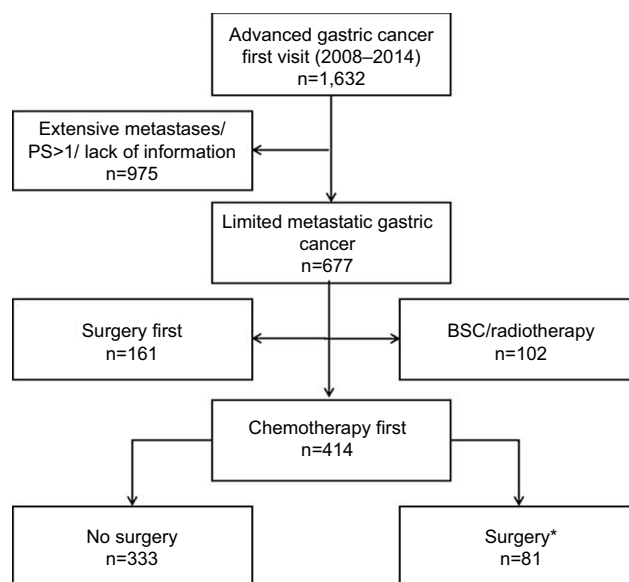 Advanced gastric cancer
first visit (2008–2014)
n=1,632
Extensive metastases/
PS>1/ lack of information
n=975
Limited metastatic gastric
cancer
n=677
Surgery first
n=161
BSC/radiotherapy
n=102
Chemotherapy first
n=414
No surgery
n=333
Surgery*
n=81